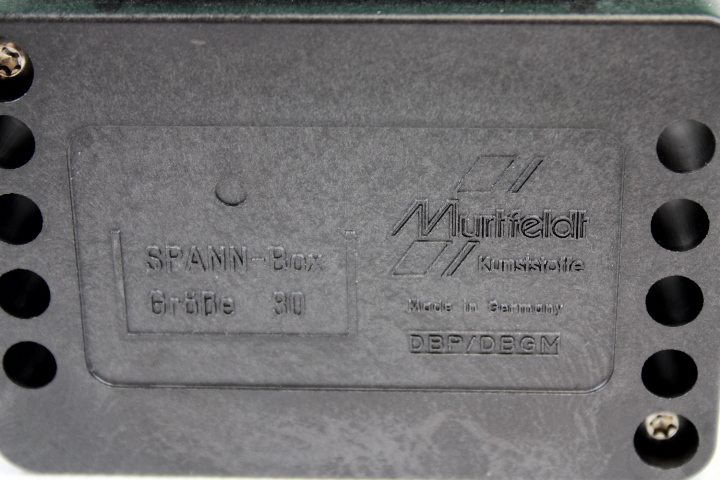 SPANN-Box
Größe 30
Murtfeldt
Kunststoffe
Made in Germany
DBP/DBGM